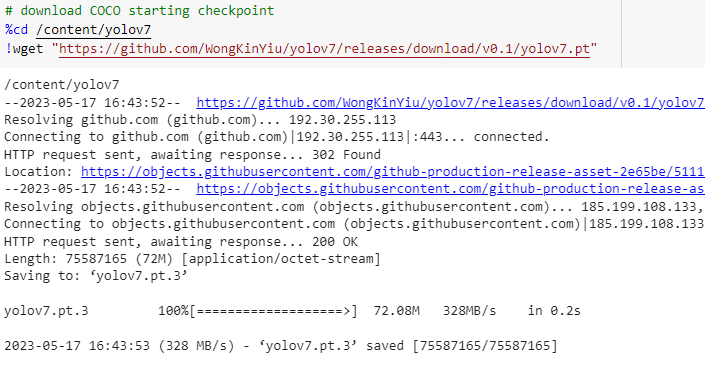 # download COCO starting checkpoint
%cd /content/yolov7
!wget "https://github.com/WongKinYiu/yolov7/releases/download/v0.1/yolov7.pt"
/content/yolov7
--2023-05-17 16:43:52--  https://github.com/WongKinYiu/yolov7/releases/download/v0.1/yolov7
Resolving github.com (github.com)... 192.30.255.113
Connecting to github.com (github.com)|192.30.255.113|:443... connected.
HTTP request sent, awaiting response... 302 Found
Location: https://objects.githubusercontent.com/github-production-release-asset-2e65be/5111
--2023-05-17 16:43:52--  https://objects.githubusercontent.com/github-production-release-as
Resolving objects.githubusercontent.com (objects.githubusercontent.com)... 185.199.108.133,
Connecting to objects.githubusercontent.com (objects.githubusercontent.com)|185.199.108.133
HTTP request sent, awaiting response... 200 OK
Length: 75587165 (72M) [application/octet-stream]
Saving to: ‘yolov7.pt.3’
yolov7.pt.3         100%[===================>]  72.08M   328MB/s    in 0.2s
2023-05-17 16:43:53 (328 MB/s) - ‘yolov7.pt.3’ saved [75587165/75587165]